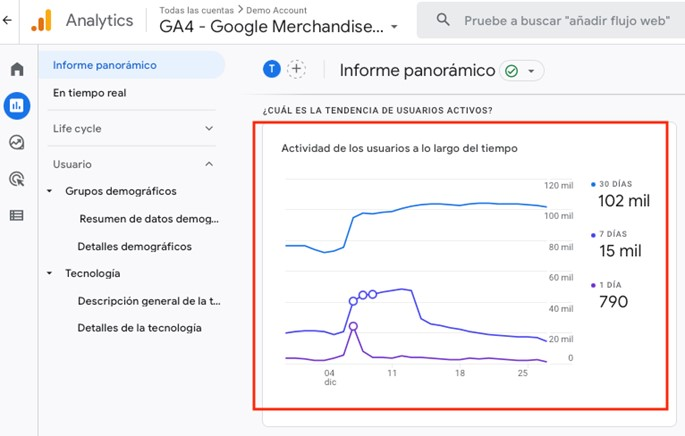 Analytics
Todas las cuentas > Demo Account
GA4 - Google Merchandise...
Pruebe a buscar "añadir flujo web"
Informe panorámico
En tiempo real
Life cycle
Usuario
Grupos demográficos
Resumen de datos demog...
Detalles demográficos
Tecnología
Descripción general de la t...
Detalles de la tecnología
T
Informe panorámico
¿CUÁL ES LA TENDENCIA DE USUARIOS ACTIVOS?
Actividad de los usuarios a lo largo del tiempo
120 mil
100 mil
80 mil
60 mil
40 mil
20 mil
0
04
dic
11
18
25
30 DÍAS
102 mil
7 DÍAS
15 mil
1 DÍA
790